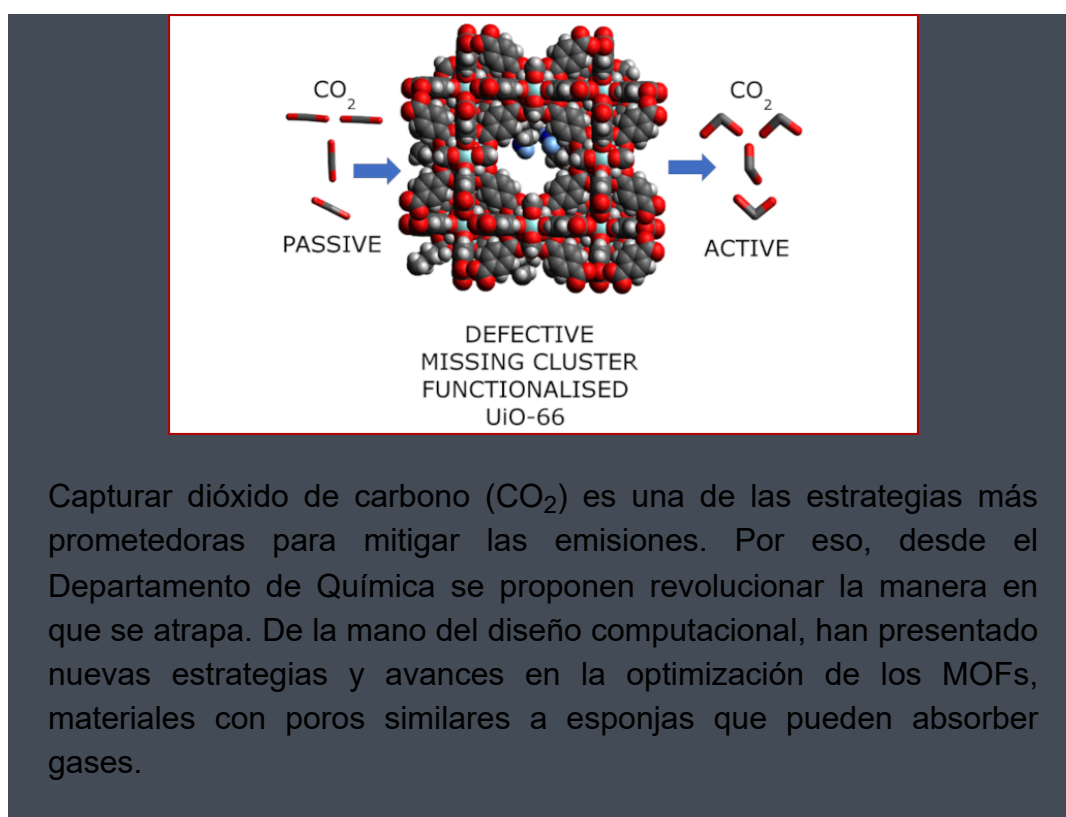 CO₂
CO₂
PASSIVE
ACTIVE
DEFECTIVE
MISSING CLUSTER
FUNCTIONALISED
UiO-66
Capturar dióxido de carbono (CO₂) es una de las estrategias más
prometedoras para mitigar las emisiones. Por eso, desde el
Departamento de Química se proponen revolucionar la manera en
que se atrapa. De la mano del diseño computacional, han presentado
nuevas estrategias y avances en la optimización de los MOFs,
materiales con poros similares a esponjas que pueden absorber
gases.